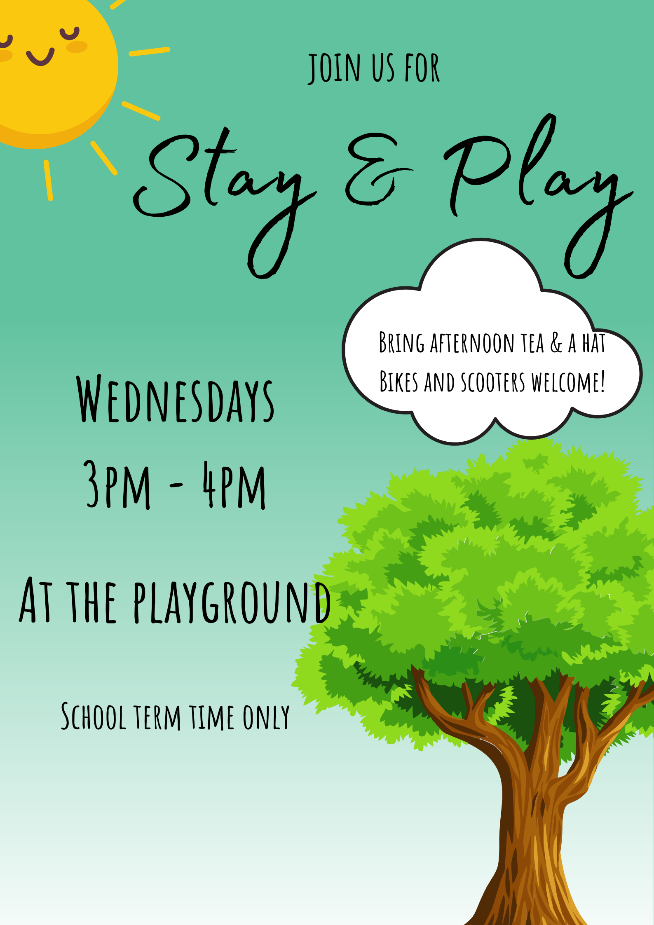 JOIN US FOR
Stay & Play
BRING AFTERNOON TEA & A HAT
BIKES AND SCOOTERS WELCOME!
WEDNESDAYS
3PM - 4PM
AT THE PLAYGROUND
SCHOOL TERM TIME ONLY